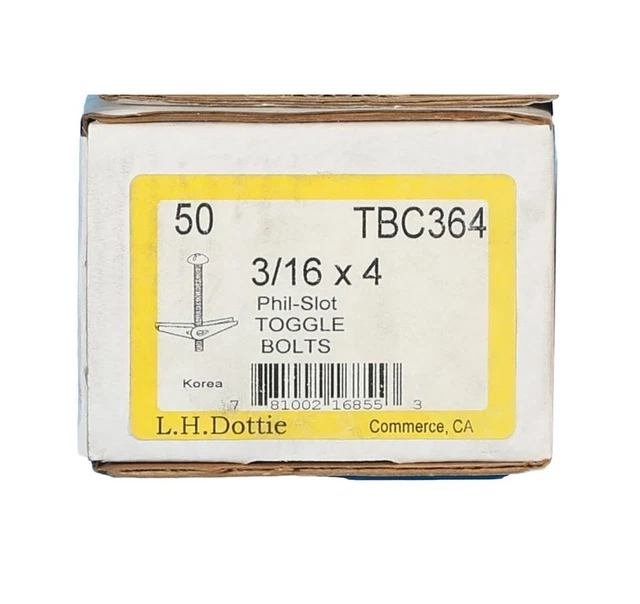 50 TBC364
3/16 x 4
Phil-Slot
TOGGLE
BOLTS
Korea
7 81002 16855 3
L.H.Dottie Commerce, CA